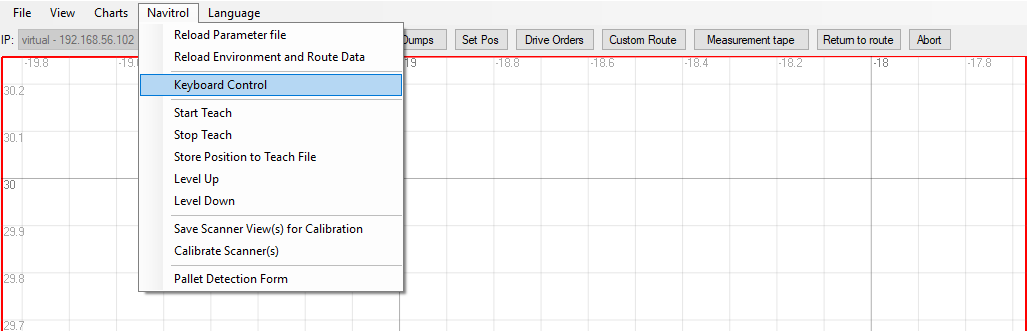 File View Charts Navitrol Language
IP: virtual - 192.168.56.102 Dumps Set Pos Drive Orders Custom Route Measurement tape Return to route Abort
Reload Parameter file
Reload Environment and Route Data
Keyboard Control
Start Teach
Stop Teach
Store Position to Teach File
Level Up
Level Down
Save Scanner View(s) for Calibration
Calibrate Scanner(s)
Pallet Detection Form
-19.8 -18.8 -18.6 -18.4 -18.2 -18 -17.8
30.2
30.1
30
29.9
29.8
29.7